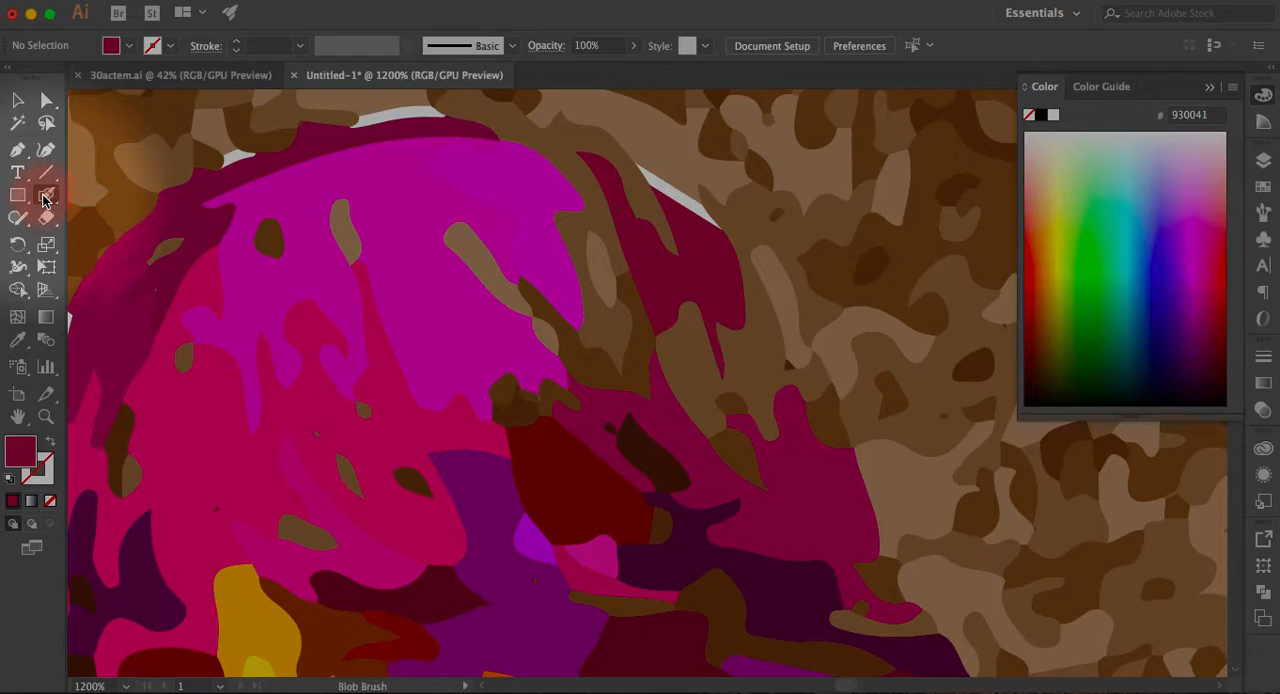 Ai Br St Essentials Search Adobe Stock
No Selection Stroke: Basic Opacity: 100% Style: Document Setup Preferences
× 30actem.ai @ 42% (RGB/GPU Preview) × Untitled-1* @ 1200% (RGB/GPU Preview)
Color Color Guide
# 930041
1200% 1 Blob Brush